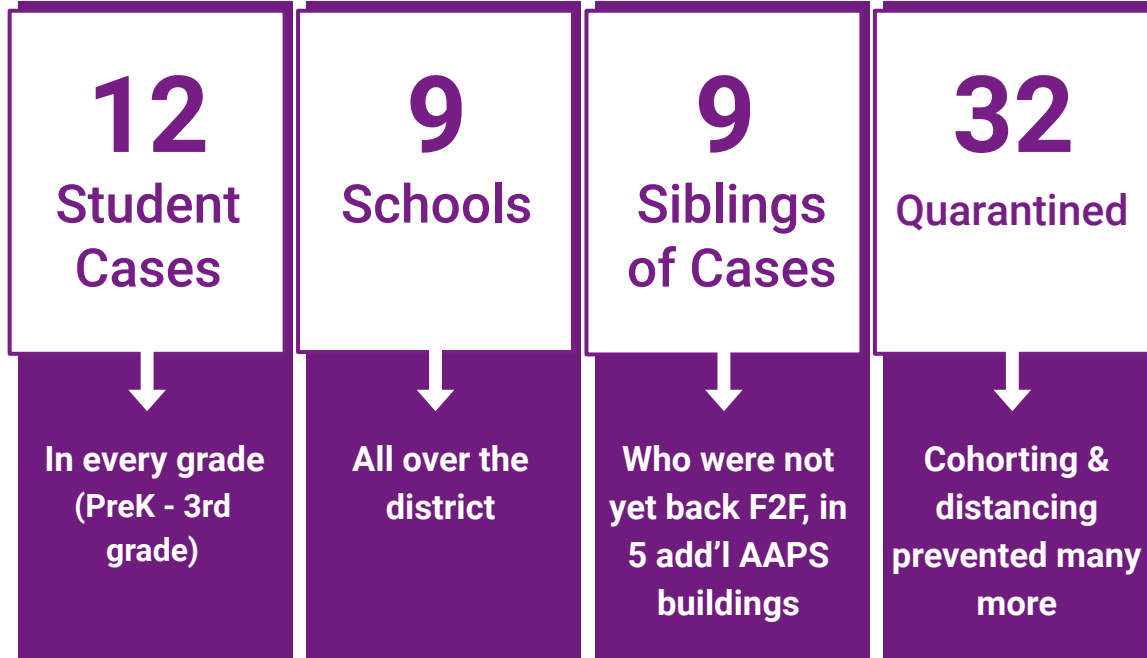 12
Student
Cases
In every grade
(PreK - 3rd
grade)
9
Schools
All over the
district
9
Siblings
of Cases
Who were not
yet back F2F, in
5 add’l AAPS
buildings
32
Quarantined
Cohorting &
distancing
prevented many
more